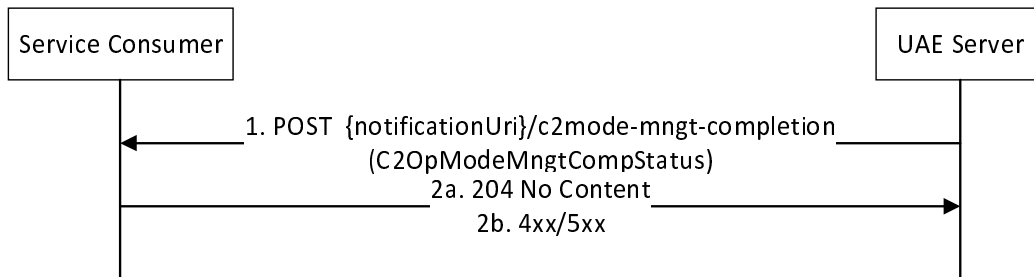 Service Consumer
UAE Server
1. POST {notificationUri}/c2mode-mngt-completion
(C2OpModeMngtCompStatus)
2a. 204 No Content
2b. 4xx/5xx